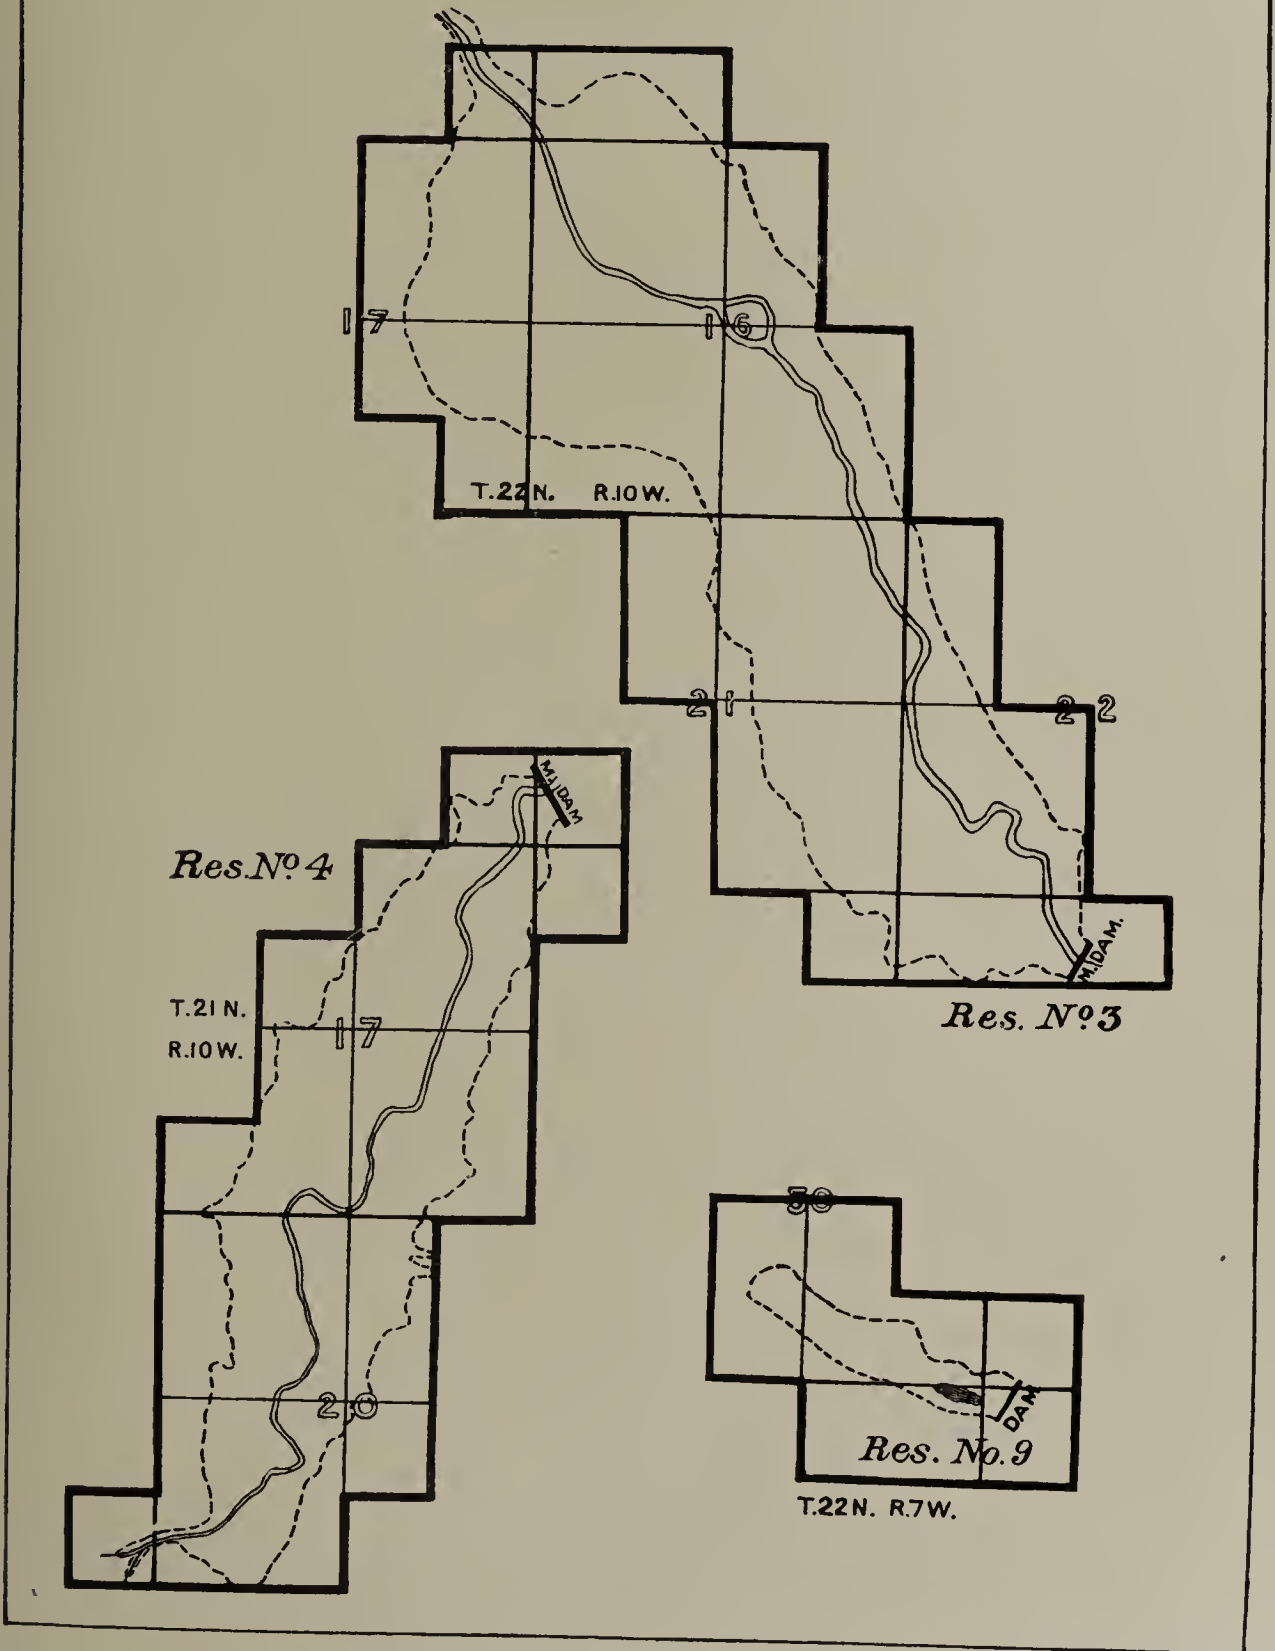 17
16
T.22N. R.10W.
21
22
M.DAM
Res. Nº 4
M.DAM.
Res. Nº 3
T.21N.
17
R.10W.
30
20
DAM
Res. No. 9
T.22N. R.7W.